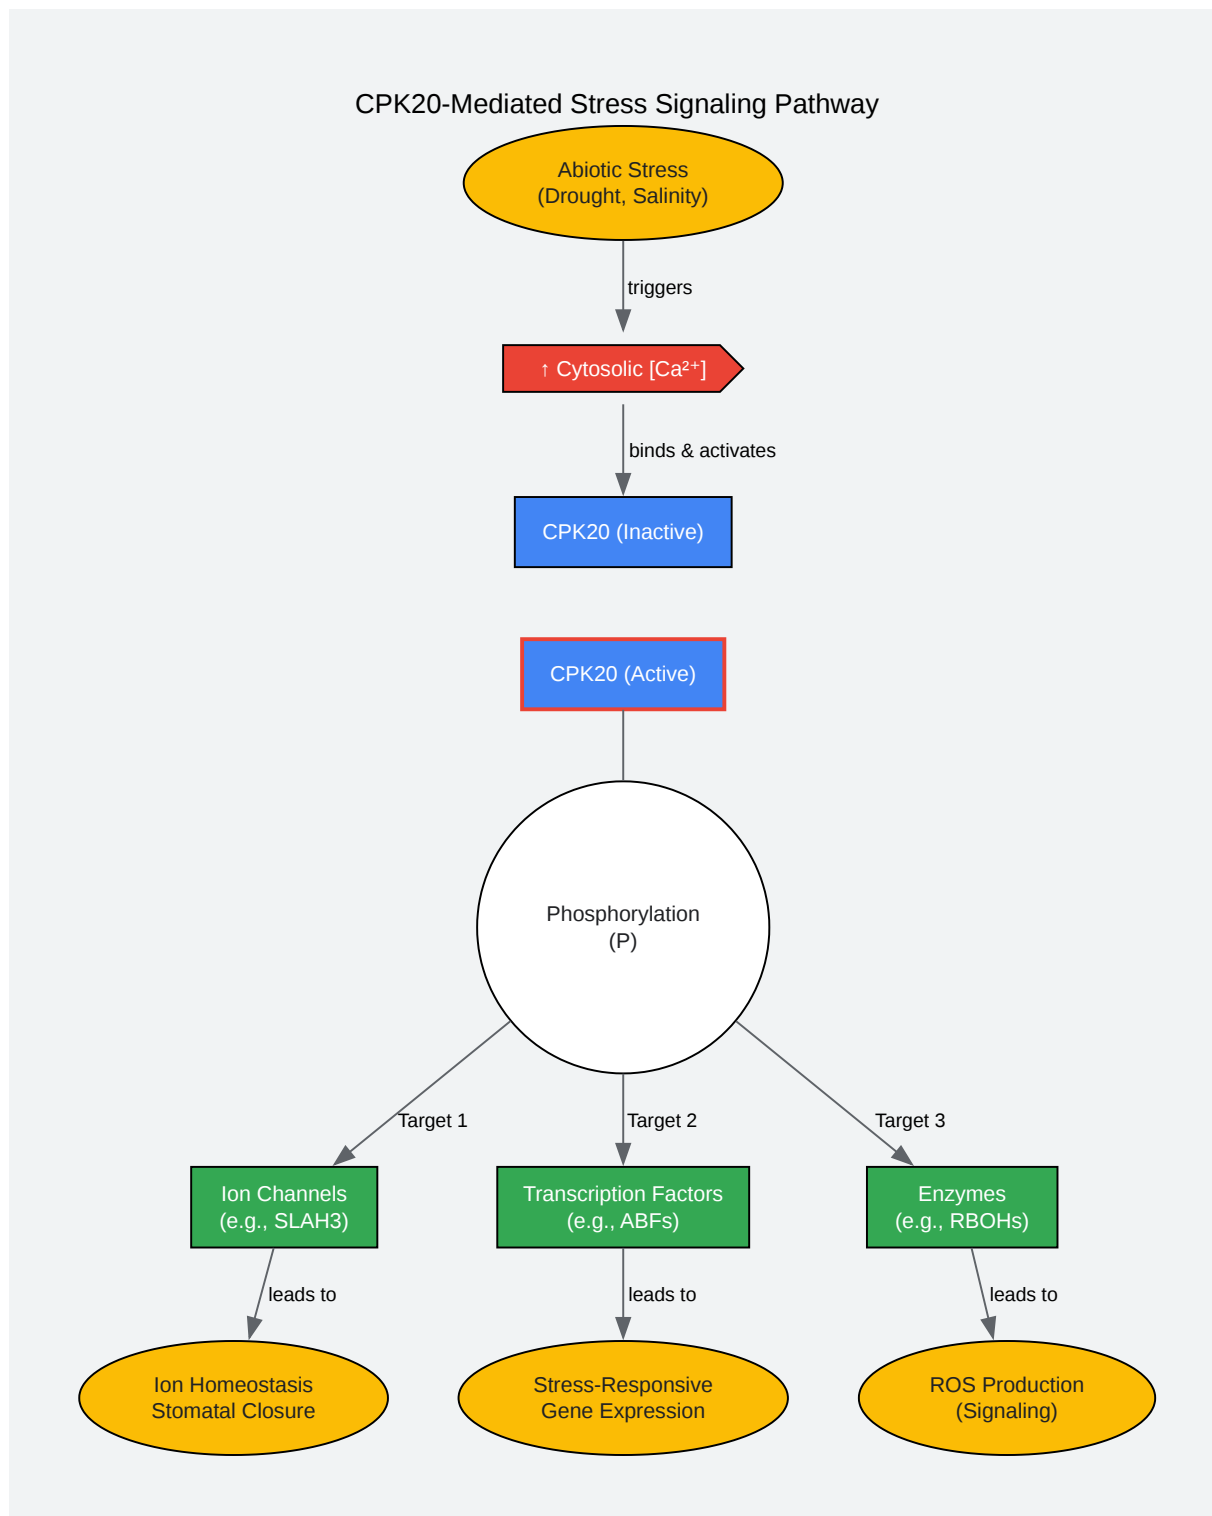 CPK20-Mediated Stress Signaling Pathway
Abiotic Stress
(Drought, Salinity)
triggers
↑ Cytosolic [Ca²⁺]
binds & activates
CPK20 (Inactive)
CPK20 (Active)
Phosphorylation
(P)
Target 1
Target 2
Target 3
Ion Channels
(e.g., SLAH3)
Transcription Factors
(e.g., ABFs)
Enzymes
(e.g., RBOHs)
leads to
leads to
leads to
Ion Homeostasis
Stomatal Closure
Stress-Responsive
Gene Expression
ROS Production
(Signaling)